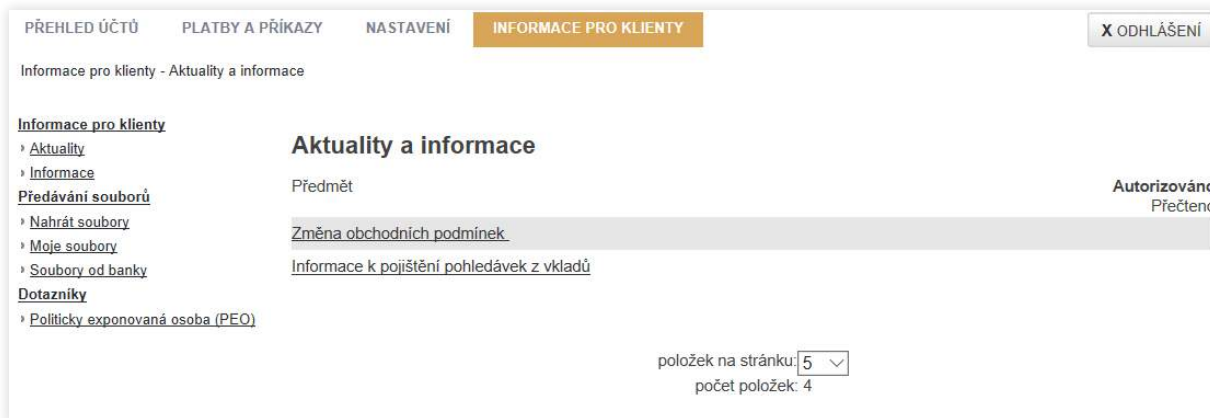 PŘEHLED ÚČTŮ PLATBY A PŘÍKAZY NASTAVENÍ INFORMACE PRO KLIENTY X ODHLÁŠENÍ
Informace pro klienty - Aktuality a informace
Informace pro klienty
Aktuality
Informace
Předávání souborů
Nahrát soubory
Moje soubory
Soubory od banky
Dotazníky
Politicky exponovaná osoba (PEO)
Aktuality a informace
Předmět Autorizováno
Přečteno
Změna obchodních podmínek
Informace k pojištění pohledávek z vkladů
položek na stránku: 5
počet položek: 4